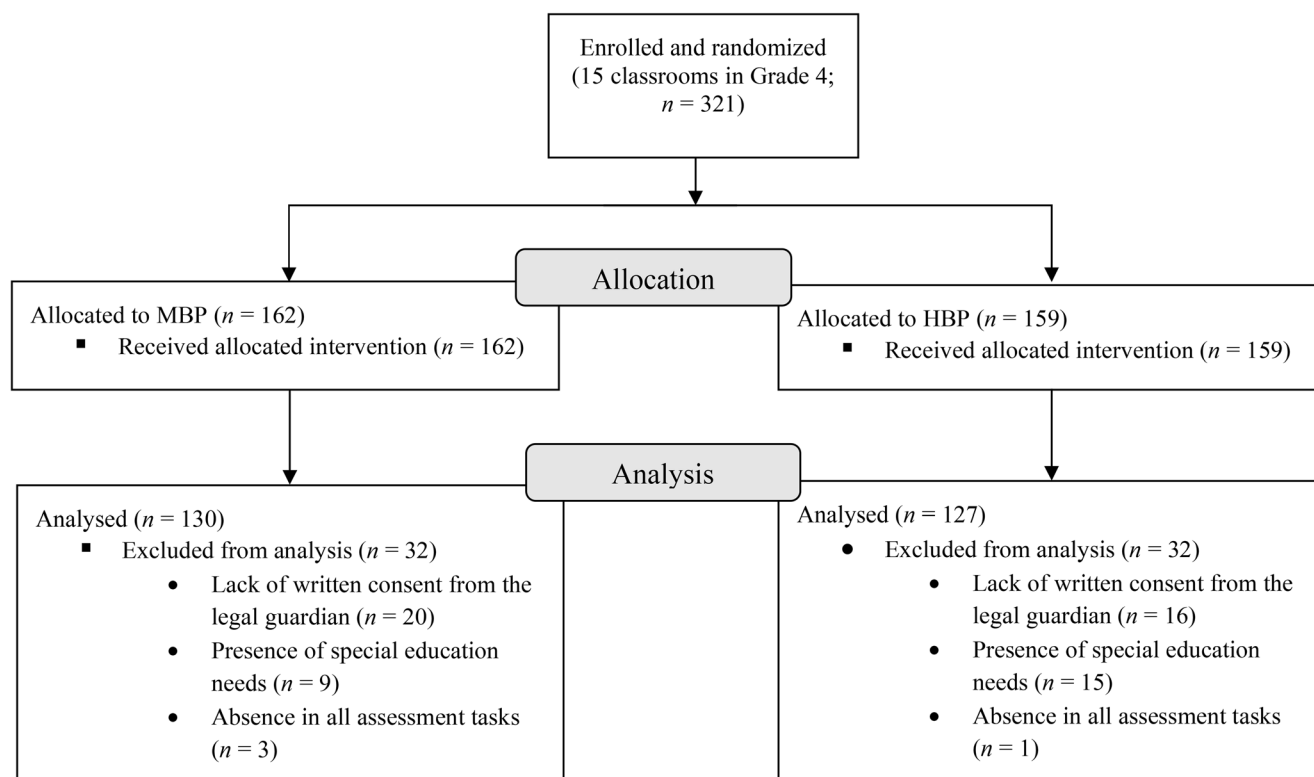 Enrolled and randomized
(15 classrooms in Grade 4;
n = 321)
Allocation
Allocated to MBP (n = 162)
▪ Received allocated intervention (n = 162)
Allocated to HBP (n = 159)
▪ Received allocated intervention (n = 159)
Analysis
Analysed (n = 130)
▪ Excluded from analysis (n = 32)
• Lack of written consent from the
legal guardian (n = 20)
• Presence of special education
needs (n = 9)
• Absence in all assessment tasks
(n = 3)
Analysed (n = 127)
• Excluded from analysis (n = 32)
• Lack of written consent from the
legal guardian (n = 16)
• Presence of special education
needs (n = 15)
• Absence in all assessment tasks
(n = 1)